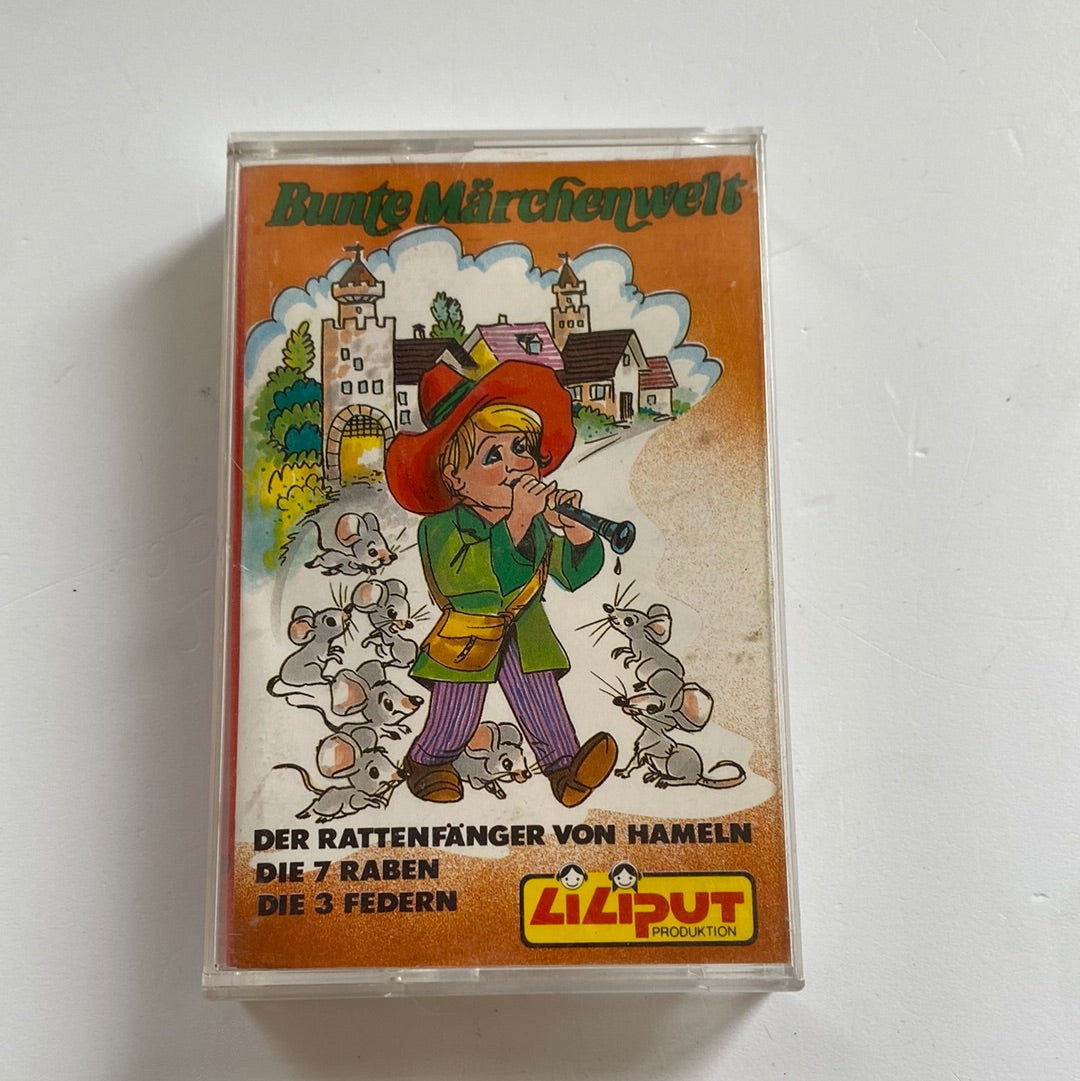 Bunte Märchenwelt
DER RATTENFÄNGER VON HAMELN
DIE 7 RABEN
DIE 3 FEDERN
LiLiPUT
PRODUKTION